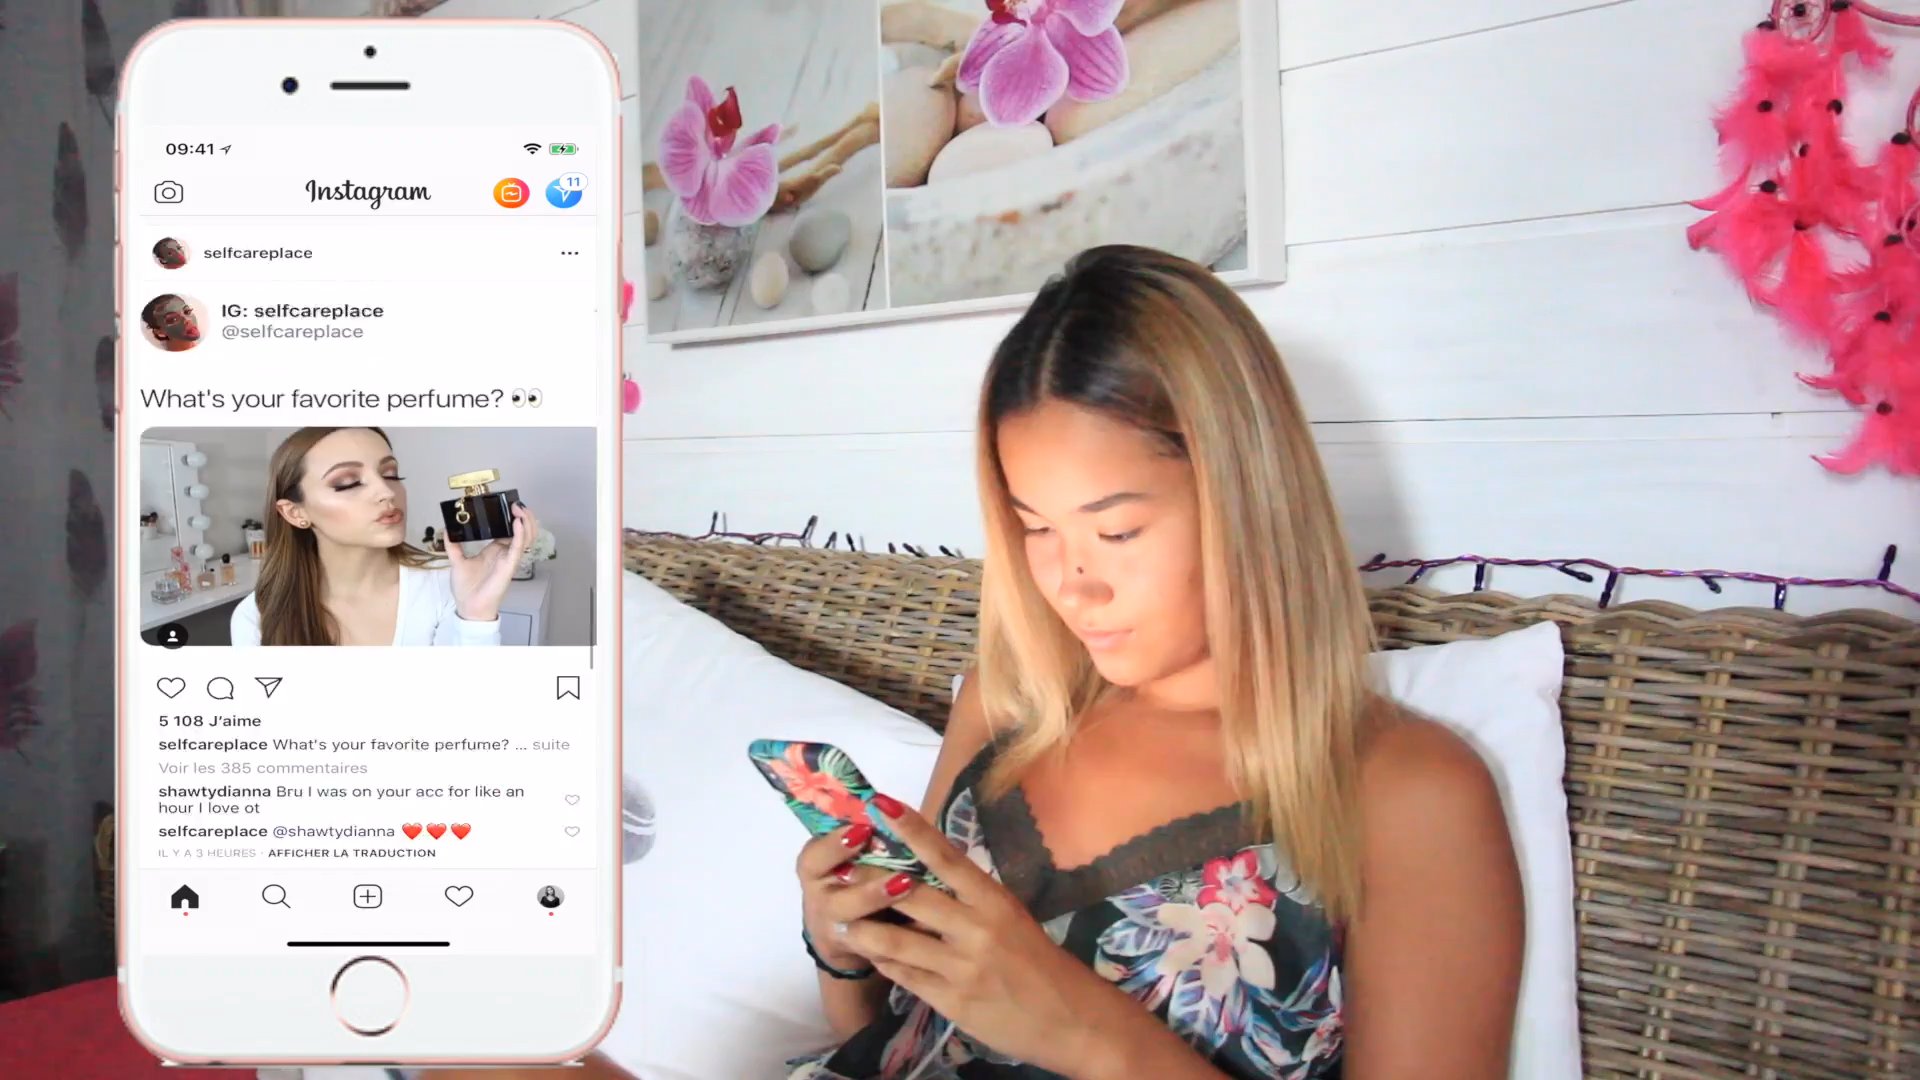 09:41
Instagram
11
selfcareplace
IG: selfcareplace
@selfcareplace
What's your favorite perfume? 👀
5 108 J'aime
selfcareplace What's your favorite perfume? ... suite
Voir les 385 commentaires
shawtydianna Bru I was on your acc for like an
hour I love ot
selfcareplace @shawtydianna ❤️❤️❤️
IL Y A 3 HEURES · AFFICHER LA TRADUCTION